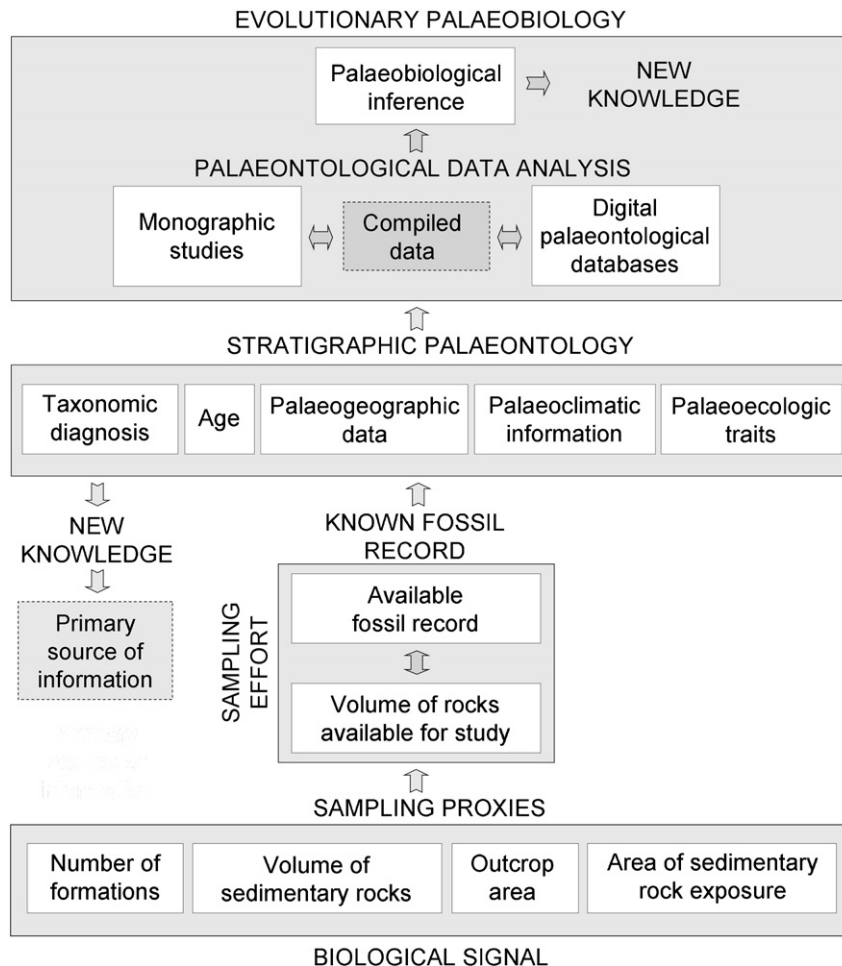 EVOLUTIONARY PALAEOBIOLOGY
Palaeobiological
inference
NEW
KNOWLEDGE
PALAEONTOLOGICAL DATA ANALYSIS
Monographic
studies
Compiled
data
Digital
palaeontological
databases
STRATIGRAPHIC PALAEONTOLOGY
Taxonomic
diagnosis
Age
Palaeogeographic
data
Palaeoclimatic
information
Palaeoecologic
traits
NEW
KNOWLEDGE
Primary
source of
information
KNOWN FOSSIL
RECORD
SAMPLING
EFFORT
Available
fossil record
Volume of rocks
available for study
SAMPLING PROXIES
Number of
formations
Volume of
sedimentary rocks
Outcrop
area
Area of sedimentary
rock exposure
BIOLOGICAL SIGNAL